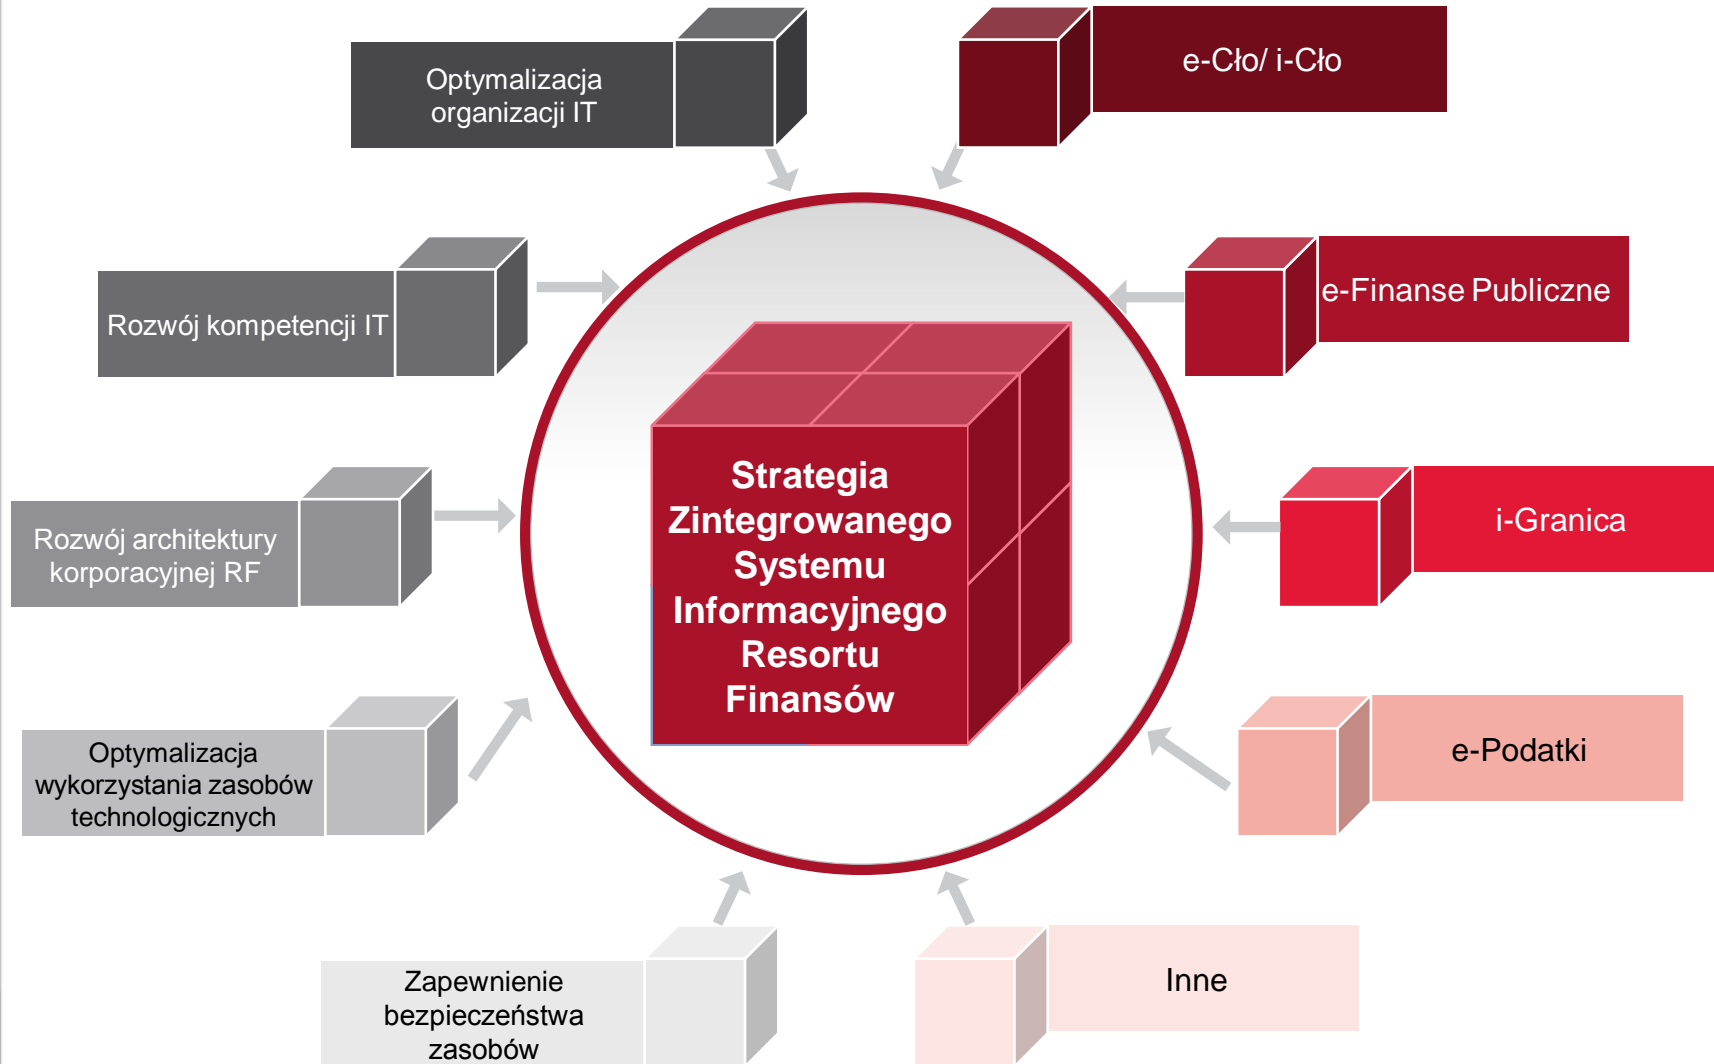 Optymalizacja
organizacji IT
e-Cło/ i-Cło
Rozwój kompetencji IT
e-Finanse Publiczne
Strategia
Zintegrowanego
Systemu
Informacyjnego
Resortu
Finansów
Rozwój architektury
korporacyjnej RF
i-Granica
Optymalizacja
wykorzystania zasobów
technologicznych
e-Podatki
Zapewnienie
bezpieczeństwa
zasobów
Inne